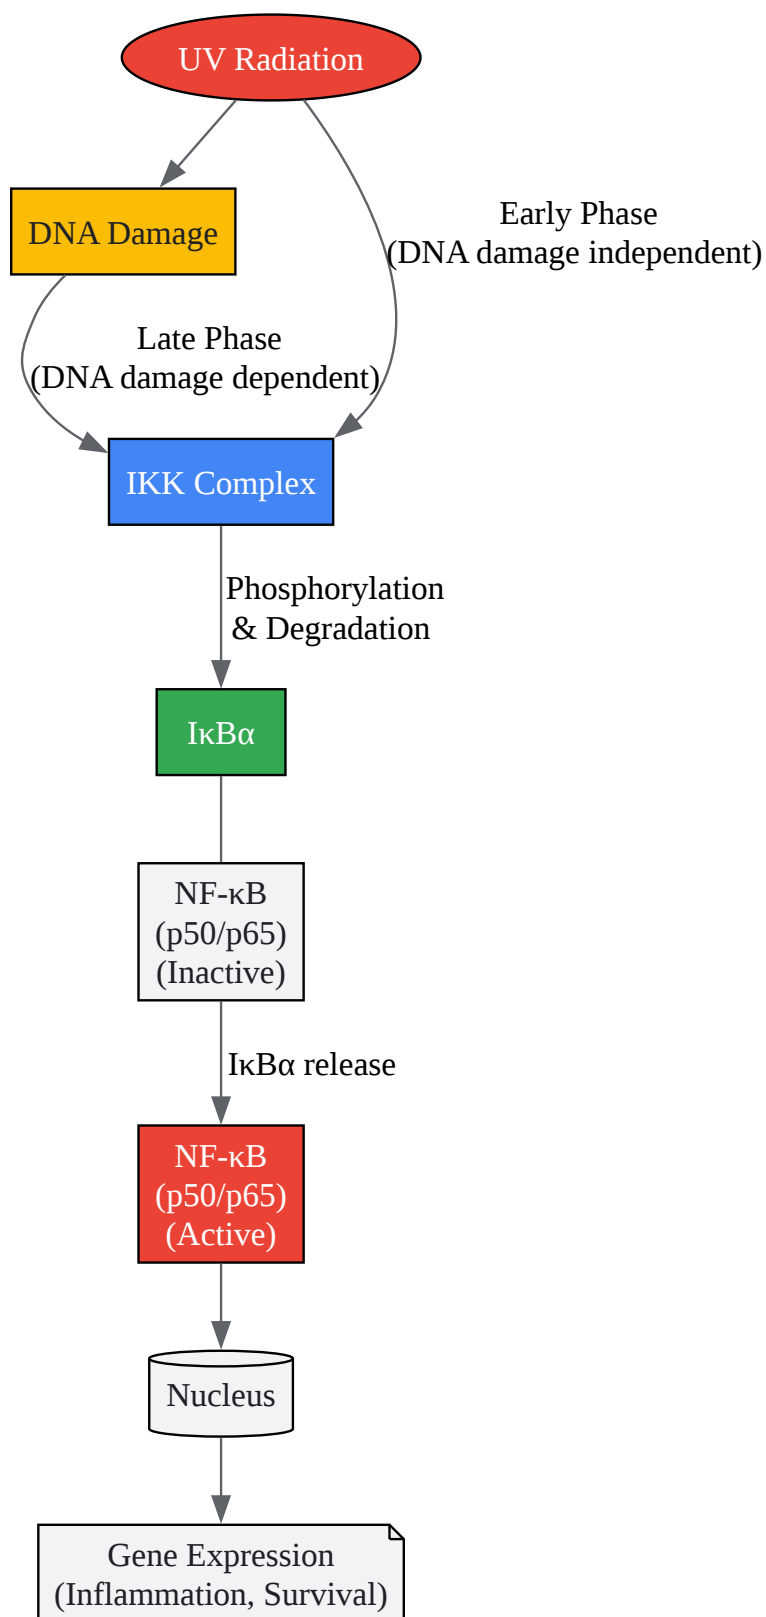 UV Radiation
DNA Damage
Early Phase
(DNA damage independent)
Late Phase
(DNA damage dependent)
IKK Complex
Phosphorylation
& Degradation
IκBα
NF-κB
(p50/p65)
(Inactive)
IκBα release
NF-κB
(p50/p65)
(Active)
Nucleus
Gene Expression
(Inflammation, Survival)